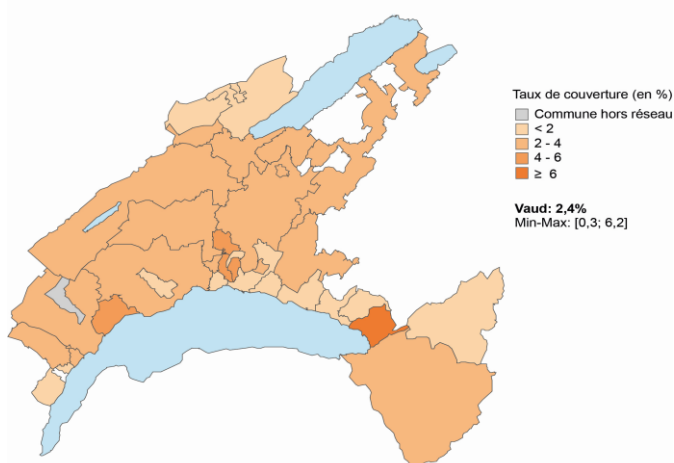 Taux de couverture (en %)
Commune hors réseau
< 2
2 - 4
4 - 6
≥ 6
Vaud: 2,4%
Min-Max: [0,3; 6,2]